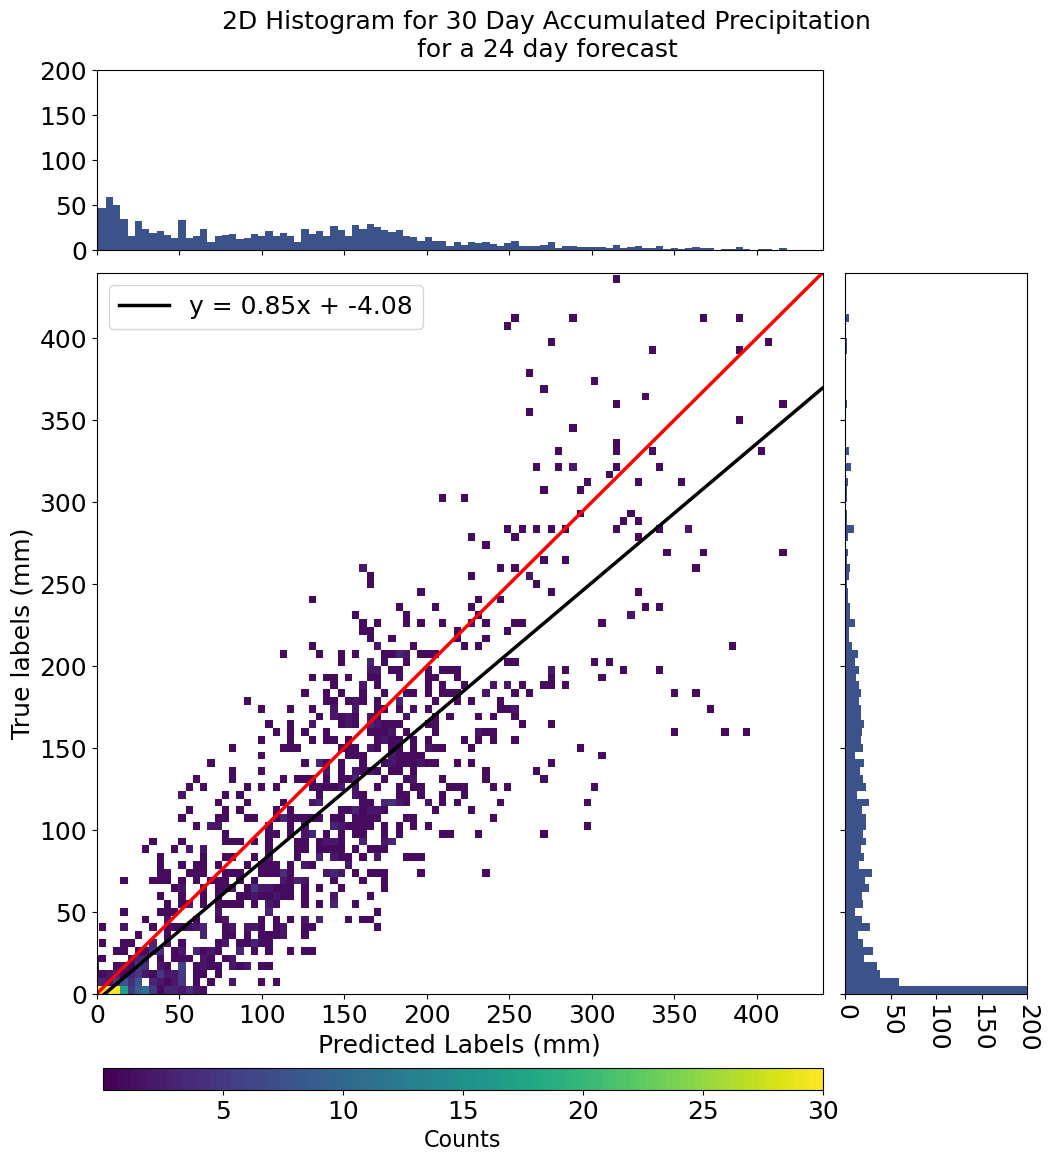 2D Histogram for 30 Day Accumulated Precipitation
for a 24 day forecast
200
150
100
50
0
y = 0.85x + -4.08
400
350
300
250
200
150
100
50
0
True labels (mm)
0 50 100 150 200 250 300 350 400
Predicted Labels (mm)
0 50 100 150 200
5 10 15 20 25 30
Counts